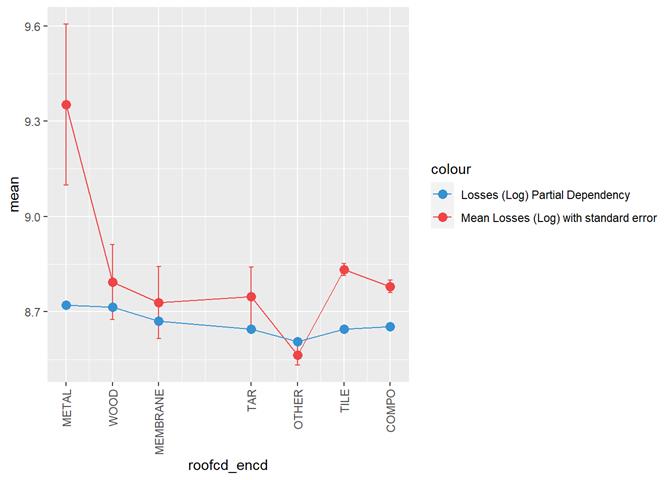 9.6
9.3
9.0
8.7
mean
METAL
WOOD
MEMBRANE
TAR
OTHER
TILE
COMPO
roofcd_encd
colour
Losses (Log) Partial Dependency
Mean Losses (Log) with standard error